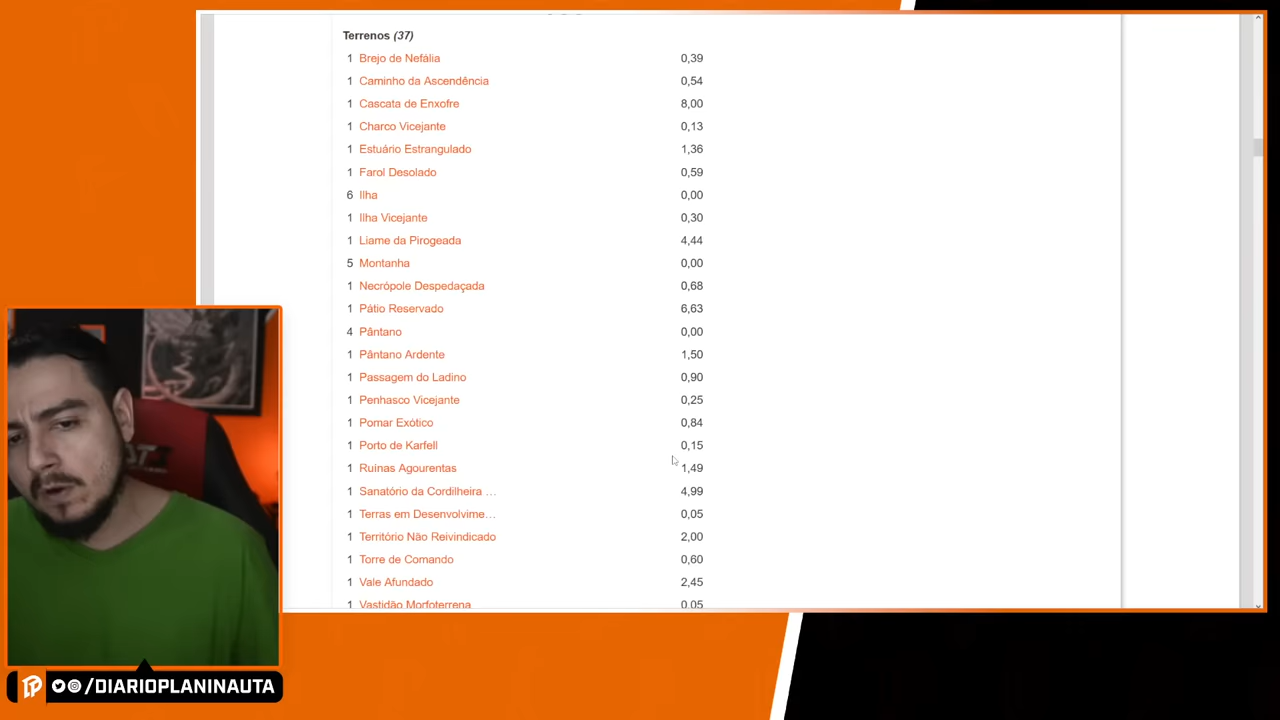 Terrenos (37)
1 Brejo de Nefália 0,39
1 Caminho da Ascendência 0,54
1 Cascata de Enxofre 8,00
1 Charco Vicejante 0,13
1 Estuário Estrangulado 1,36
1 Farol Desolado 0,59
6 Ilha 0,00
1 Ilha Vicejante 0,30
1 Liame da Pirogeada 4,44
5 Montanha 0,00
1 Necrópole Despedaçada 0,68
1 Pátio Reservado 6,63
4 Pântano 0,00
1 Pântano Ardente 1,50
1 Passagem do Ladino 0,90
1 Penhasco Vicejante 0,25
1 Pomar Exótico 0,84
1 Porto de Karfell 0,15
1 Ruínas Agourentas 1,49
1 Sanatório da Cordilheira ... 4,99
1 Terras em Desenvolvime... 0,05
1 Território Não Reivindicado 2,00
1 Torre de Comando 0,60
1 Vale Afundado 2,45
1 Vastidão Morfoterrena 0,05
/DIARIOPLANINAUTA